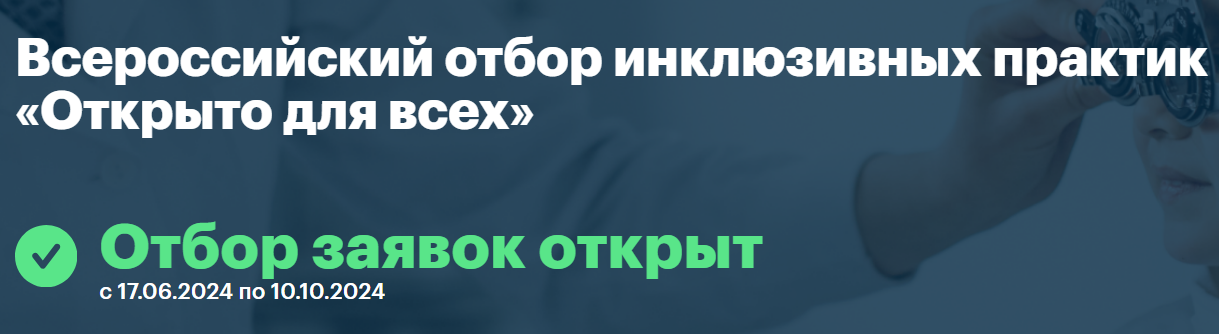 Всероссийский отбор инклюзивных практик
«Открыто для всех»
Отбор заявок открыт
с 17.06.2024 по 10.10.2024